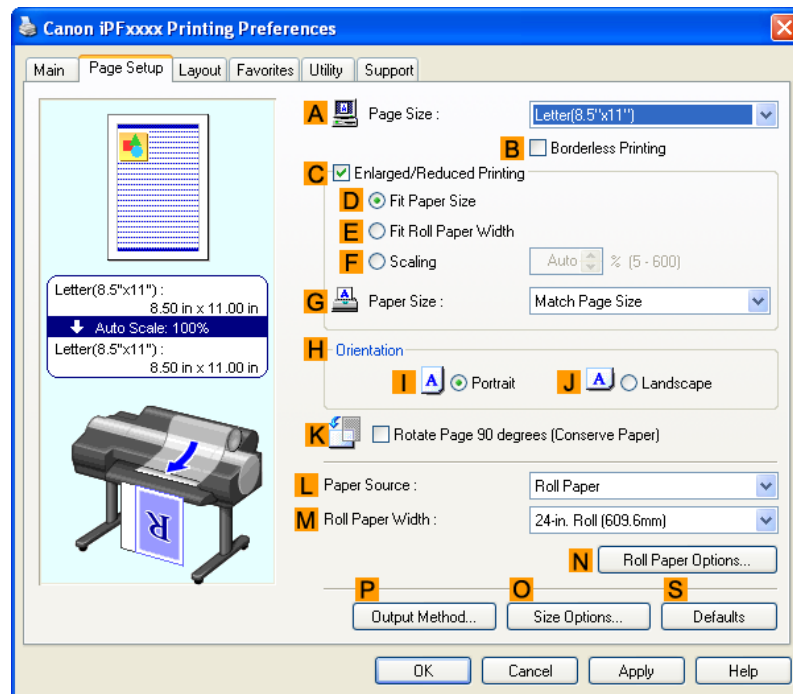 Canon iPFxxxx Printing Preferences
Main Page Setup Layout Favorites Utility Support
A Page Size : Letter(8.5"x11")
B Borderless Printing
C Enlarged/Reduced Printing
D Fit Paper Size
E Fit Roll Paper Width
F Scaling Auto % (5 - 600)
G Paper Size : Match Page Size
Letter(8.5"x11") :
8.50 in x 11.00 in
Auto Scale: 100%
Letter(8.5"x11") :
8.50 in x 11.00 in
H Orientation
I A Portrait J A Landscape
K Rotate Page 90 degrees (Conserve Paper)
L Paper Source : Roll Paper
M Roll Paper Width : 24-in. Roll (609.6mm)
R
N Roll Paper Options...
P O S
Output Method... Size Options... Defaults
OK Cancel Apply Help